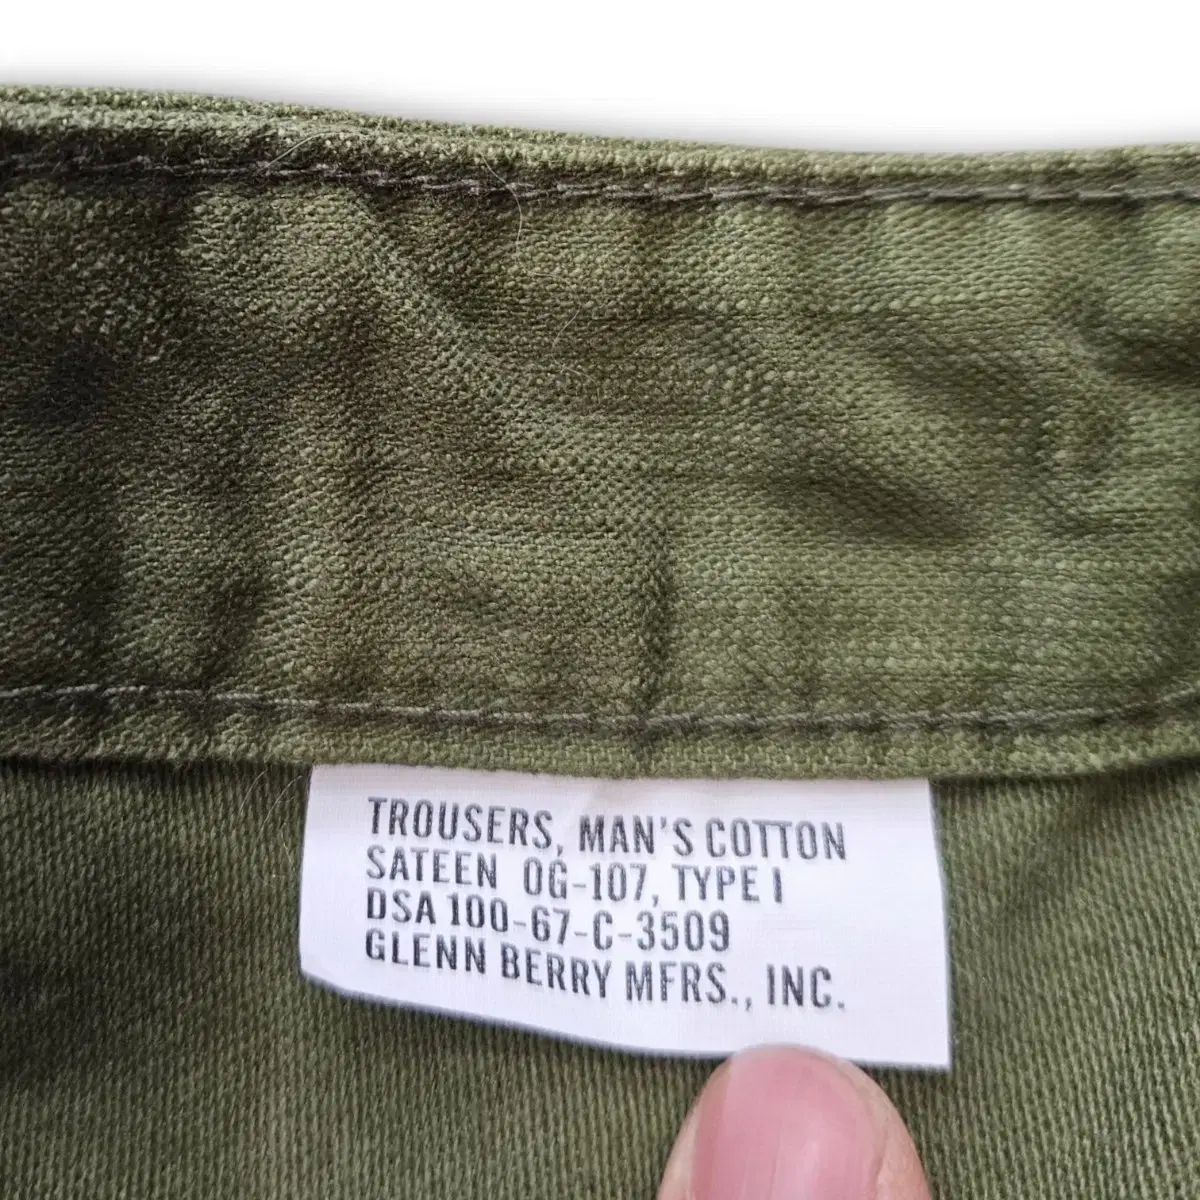 TROUSERS, MAN'S COTTON
SATEEN OG-107, TYPE I
DSA 100-67-C-3509
GLENN BERRY MFRS., INC.